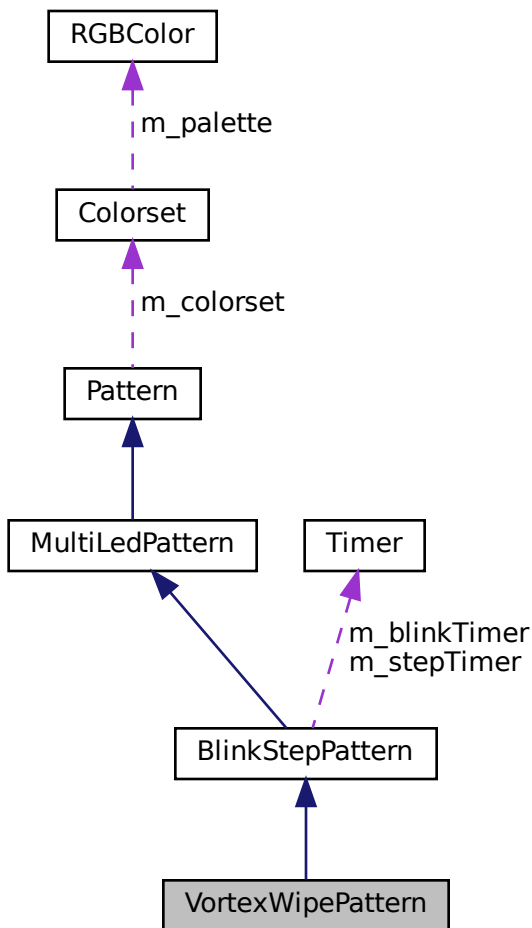 RGBColor
m_palette
Colorset
m_colorset
Pattern
MultiLedPattern
Timer
m_blinkTimer
m_stepTimer
BlinkStepPattern
VortexWipePattern